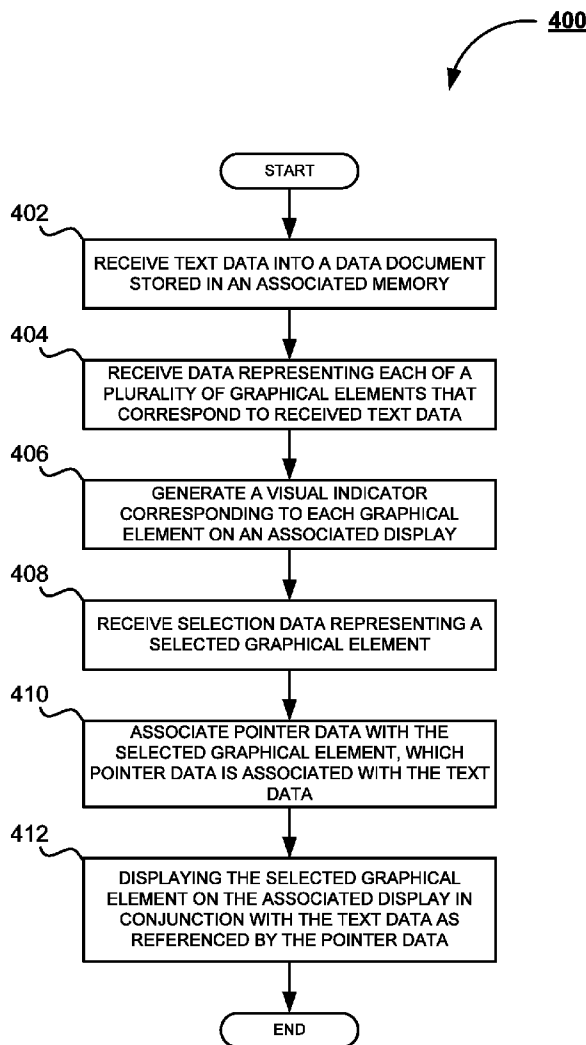 400
START
402
RECEIVE TEXT DATA INTO A DATA DOCUMENT
STORED IN AN ASSOCIATED MEMORY
404
RECEIVE DATA REPRESENTING EACH OF A
PLURALITY OF GRAPHICAL ELEMENTS THAT
CORRESPOND TO RECEIVED TEXT DATA
406
GENERATE A VISUAL INDICATOR
CORRESPONDING TO EACH GRAPHICAL
ELEMENT ON AN ASSOCIATED DISPLAY
408
RECEIVE SELECTION DATA REPRESENTING A
SELECTED GRAPHICAL ELEMENT
410
ASSOCIATE POINTER DATA WITH THE
SELECTED GRAPHICAL ELEMENT, WHICH
POINTER DATA IS ASSOCIATED WITH THE TEXT
DATA
412
DISPLAYING THE SELECTED GRAPHICAL
ELEMENT ON THE ASSOCIATED DISPLAY IN
CONJUNCTION WITH THE TEXT DATA AS
REFERENCED BY THE POINTER DATA
END